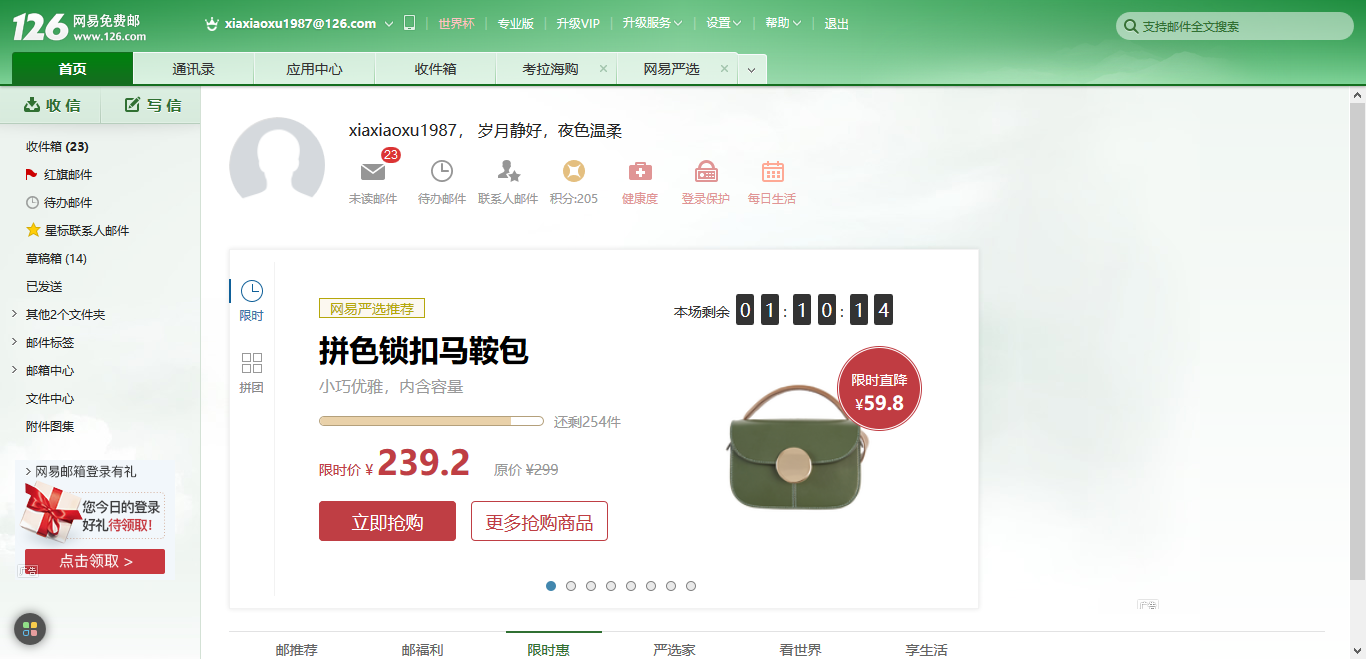 126 网易免费邮
www.126.com
xiaxiaoxu1987@126.com
世界杯
专业版
升级VIP
升级服务
设置
帮助
退出
支持邮件全文搜索
首页
通讯录
应用中心
收件箱
考拉海购
网易严选
收 信
写 信
收件箱 (23)
红旗邮件
待办邮件
星标联系人邮件
草稿箱 (14)
已发送
其他2个文件夹
邮件标签
邮箱中心
文件中心
附件图集
> 网易邮箱登录有礼
您今日的登录
好礼待领取!
点击领取 >
广告
xiaxiaoxu1987， 岁月静好，夜色温柔
23
未读邮件
待办邮件
联系人邮件
积分:205
健康度
登录保护
每日生活
限时
拼团
网易严选推荐
拼色锁扣马鞍包
小巧优雅，内含容量
还剩254件
限时价 ¥ 239.2
原价 ¥299
立即抢购
更多抢购商品
本场剩余 01:10:14
限时直降
¥59.8
广告
邮推荐
邮福利
限时惠
严选家
看世界
享生活